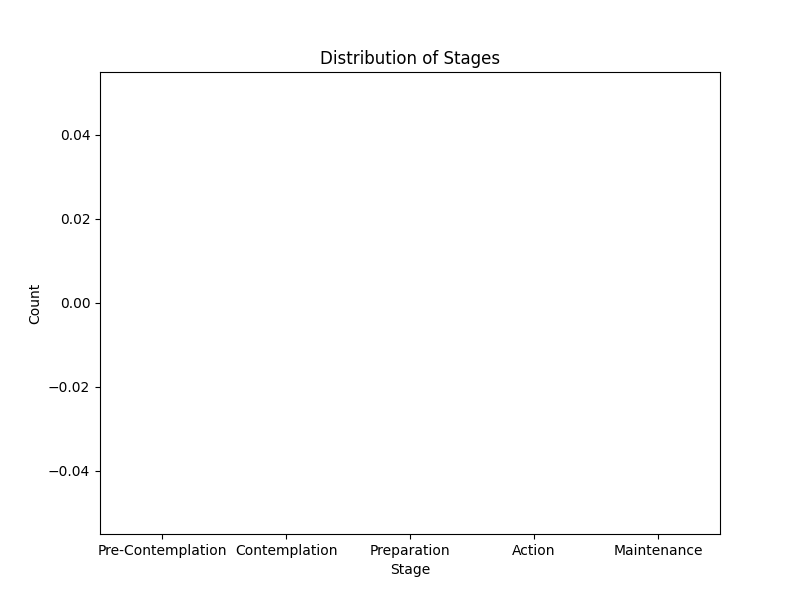 Distribution of Stages
Count
0.04
0.02
0.00
−0.02
−0.04
Pre-Contemplation Contemplation Preparation Action Maintenance
Stage